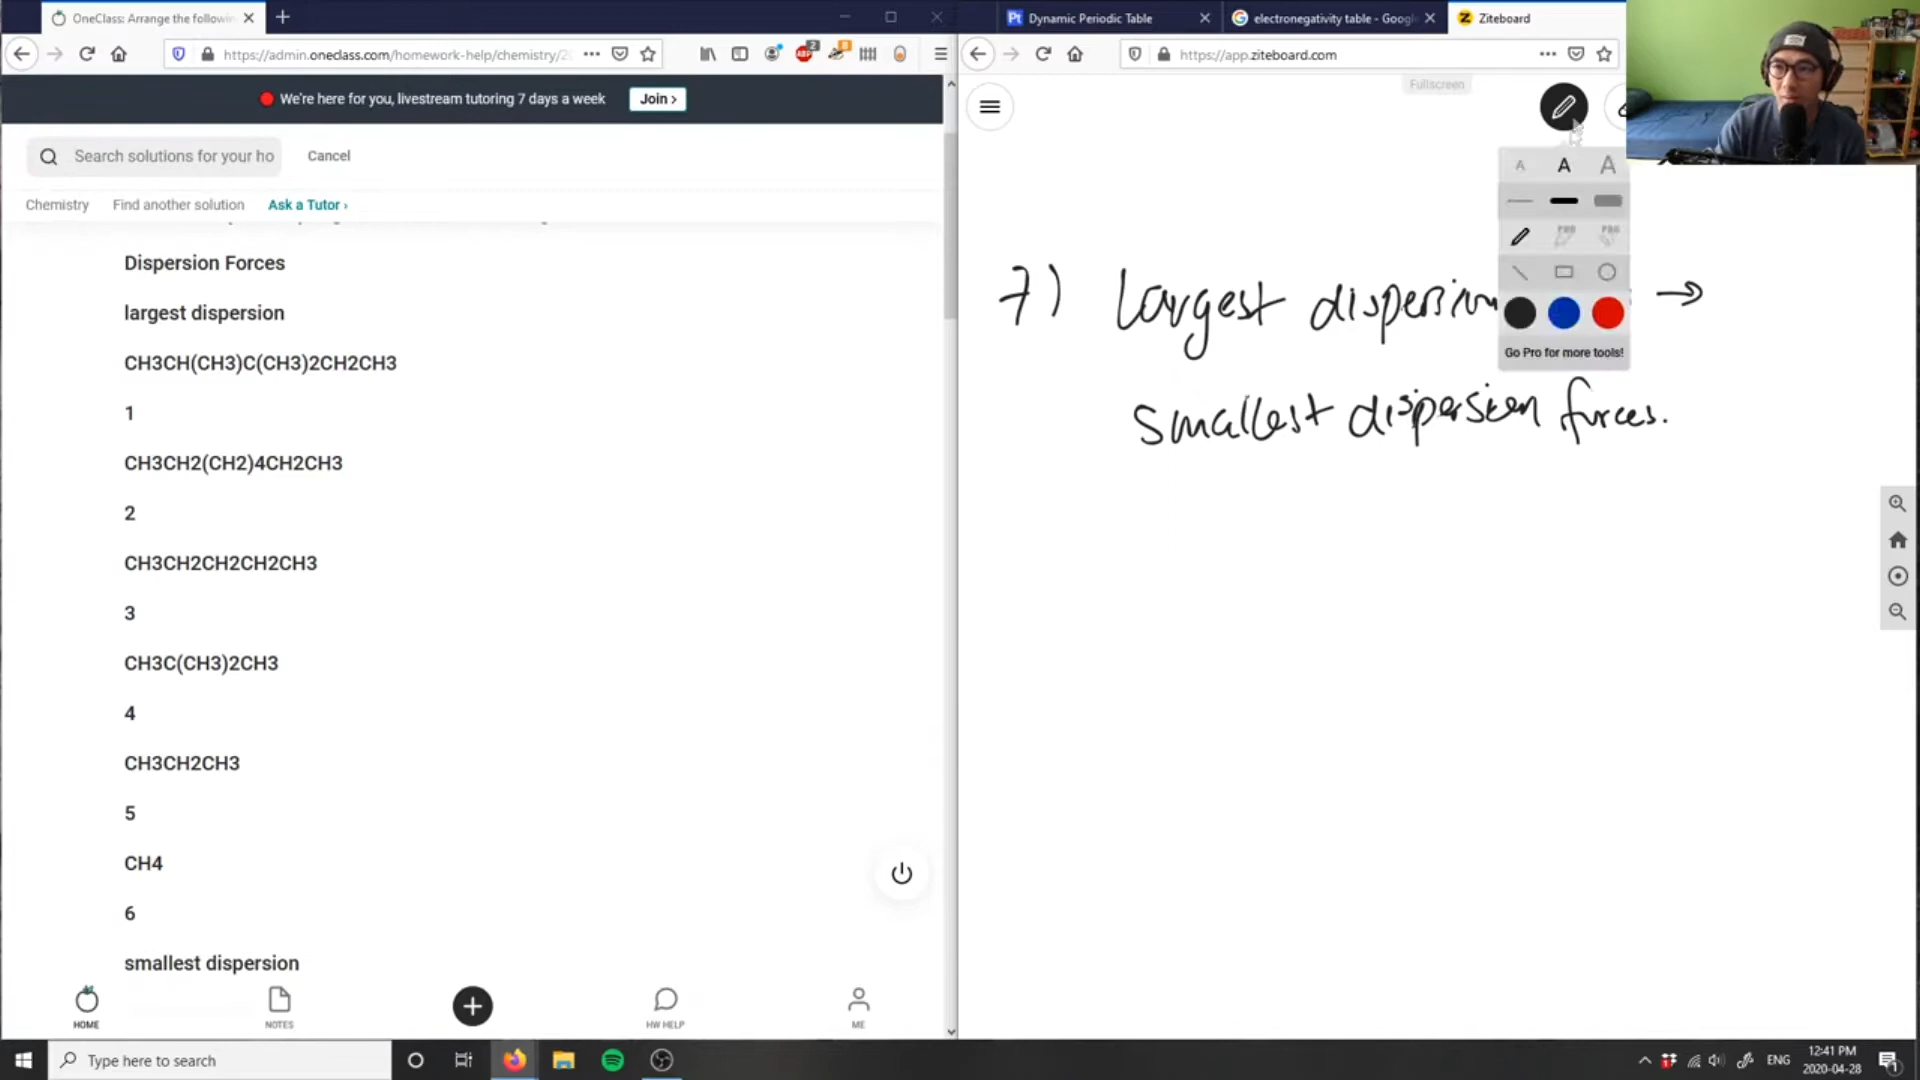 OneClass: Arrange the followin
Dynamic Periodic Table
electronegativity table - Googl
Ziteboard
https://admin.oneclass.com/homework-help/chemistry/2
https://app.ziteboard.com
We're here for you, livestream tutoring 7 days a week
Join >
Fullscreen
Search solutions for your ho
Cancel
Chemistry
Find another solution
Ask a Tutor ›
Dispersion Forces
largest dispersion
CH3CH(CH3)C(CH3)2CH2CH3
1
CH3CH2(CH2)4CH2CH3
2
CH3CH2CH2CH2CH3
3
CH3C(CH3)2CH3
4
CH3CH2CH3
5
CH4
6
smallest dispersion
HOME
NOTES
HW HELP
ME
A A A
PRO PRO
Go Pro for more tools!
7) Largest dispersion →
smallest dispersion forces.
Type here to search
ENG
12:41 PM
2020-04-28